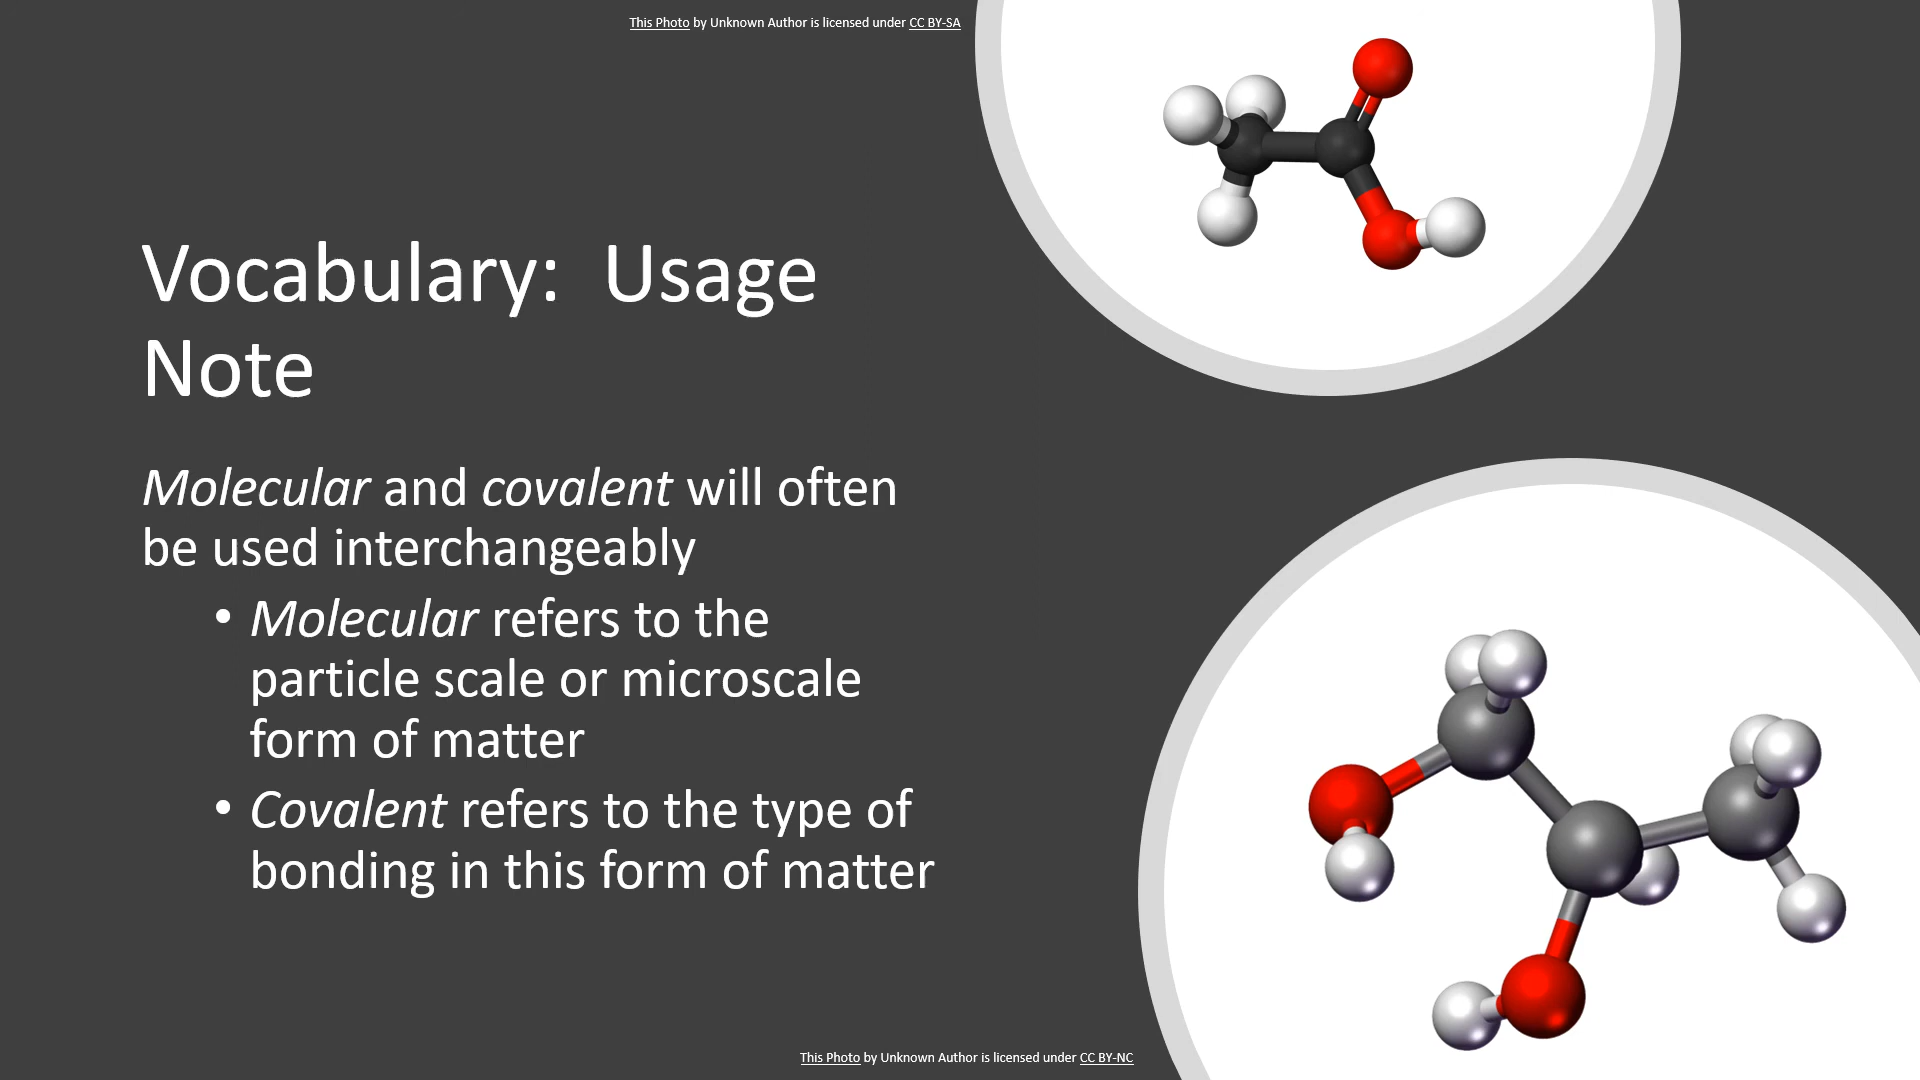 This Photo by Unknown Author is licensed under CC BY-SA
Vocabulary:  Usage
Note
Molecular and covalent will often
be used interchangeably
• Molecular refers to the
particle scale or microscale
form of matter
• Covalent refers to the type of
bonding in this form of matter
This Photo by Unknown Author is licensed under CC BY-NC